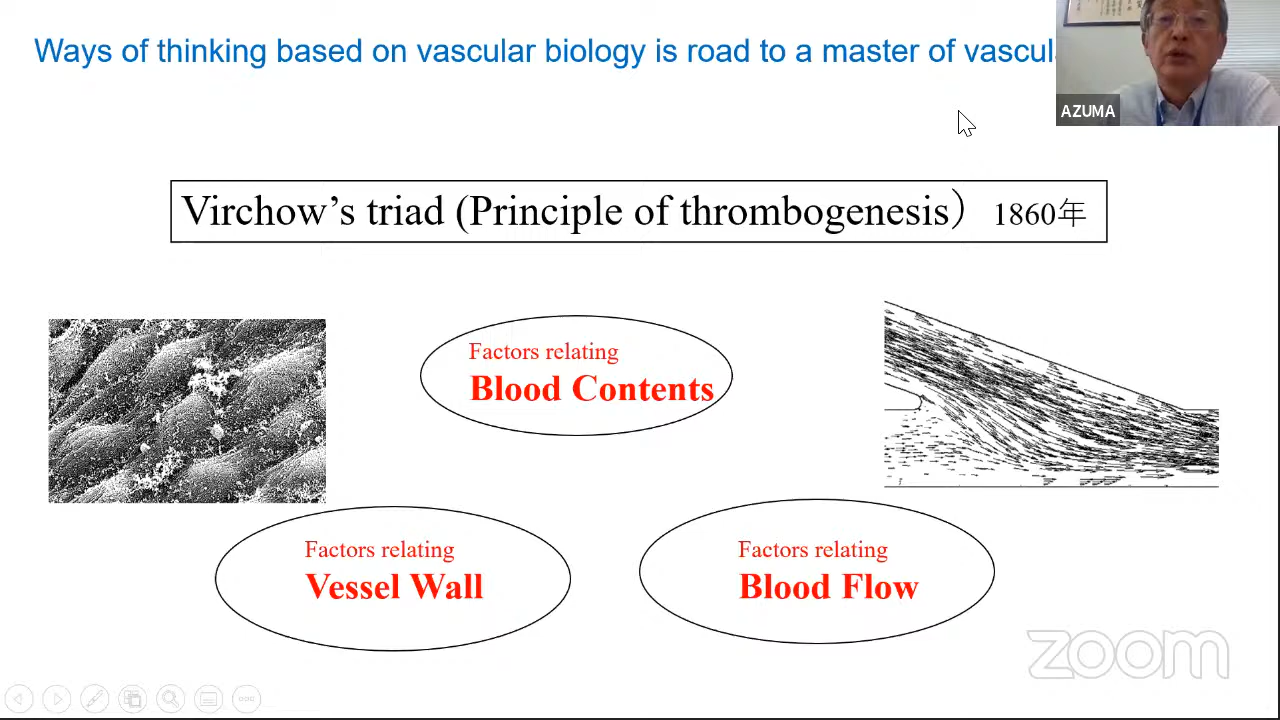 Ways of thinking based on vascular biology is road to a master of
AZUMA
Virchow’s triad (Principle of thrombogenesis） 1860年
Factors relating
Blood Contents
Factors relating
Vessel Wall
Factors relating
Blood Flow
zoom